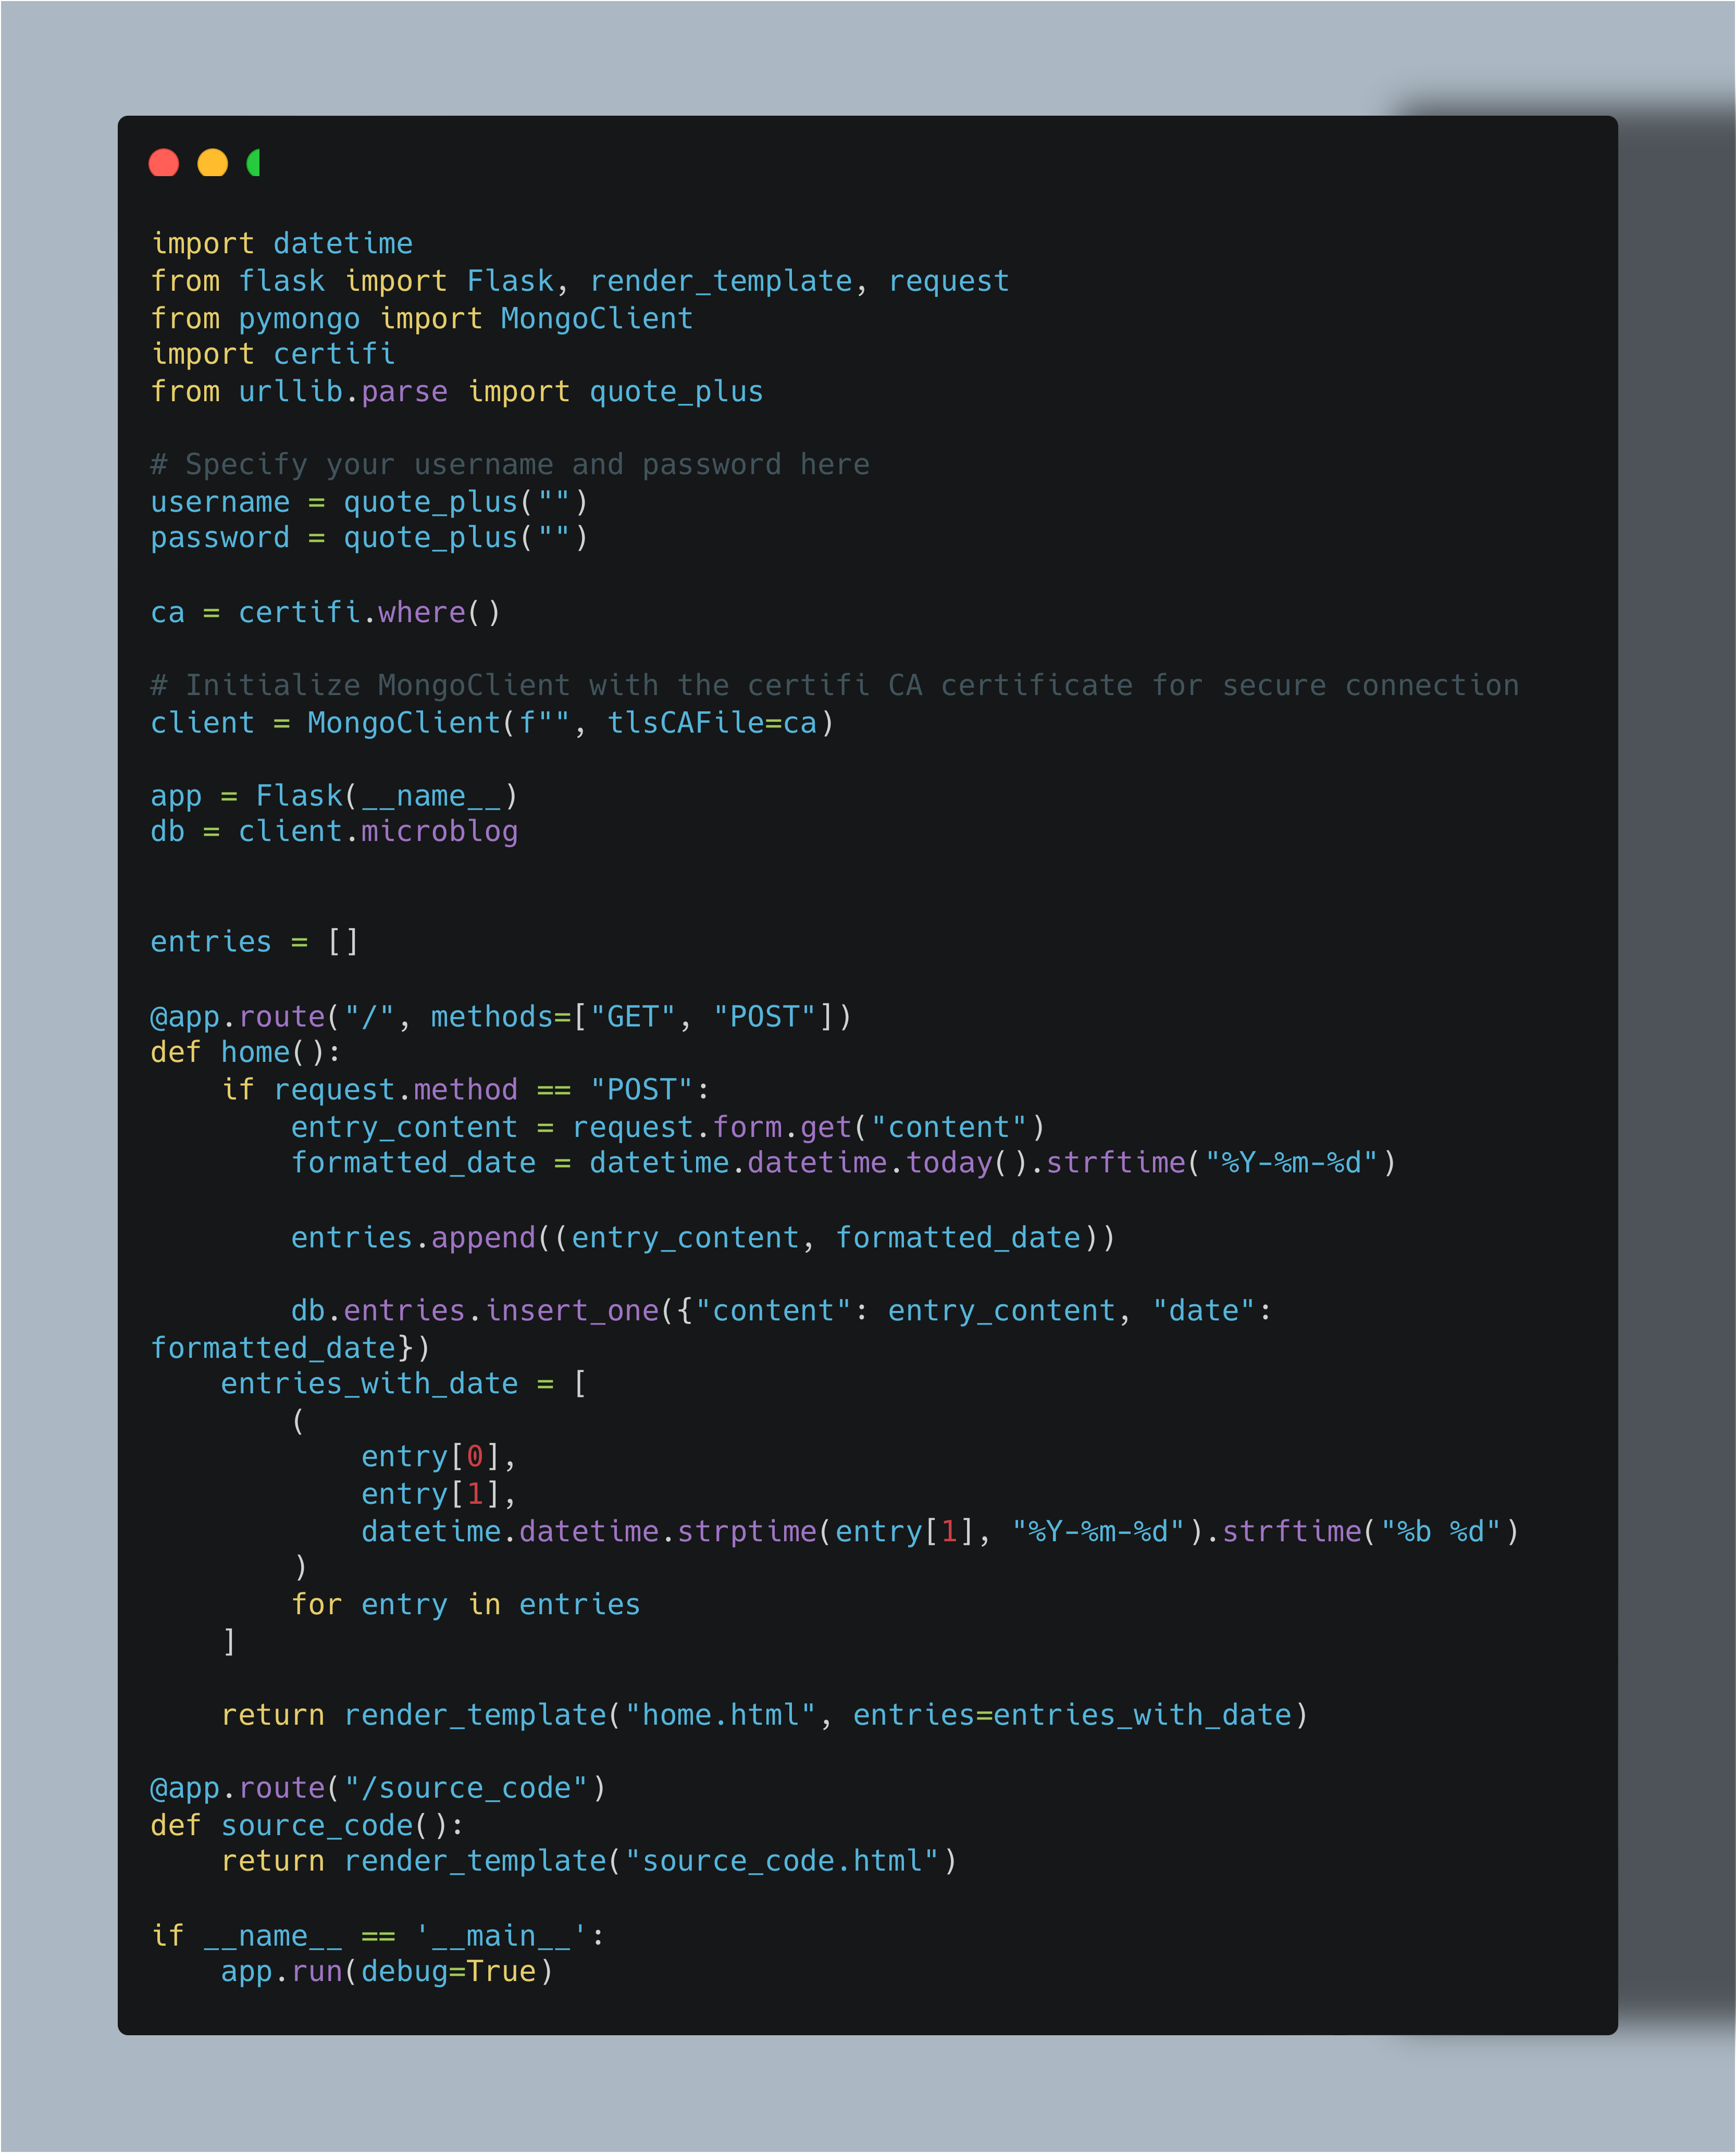 import datetime
from flask import Flask, render_template, request
from pymongo import MongoClient
import certifi
from urllib.parse import quote_plus

# Specify your username and password here
username = quote_plus("")
password = quote_plus("")

ca = certifi.where()

# Initialize MongoClient with the certifi CA certificate for secure connection
client = MongoClient(f"", tlsCAFile=ca)

app = Flask(__name__)
db = client.microblog


entries = []

@app.route("/", methods=["GET", "POST"])
def home():
    if request.method == "POST":
        entry_content = request.form.get("content")
        formatted_date = datetime.datetime.today().strftime("%Y-%m-%d")

        entries.append((entry_content, formatted_date))

        db.entries.insert_one({"content": entry_content, "date":
formatted_date})
    entries_with_date = [
        (
            entry[0],
            entry[1],
            datetime.datetime.strptime(entry[1], "%Y-%m-%d").strftime("%b %d")
        )
        for entry in entries
    ]

    return render_template("home.html", entries=entries_with_date)

@app.route("/source_code")
def source_code():
    return render_template("source_code.html")

if __name__ == '__main__':
    app.run(debug=True)